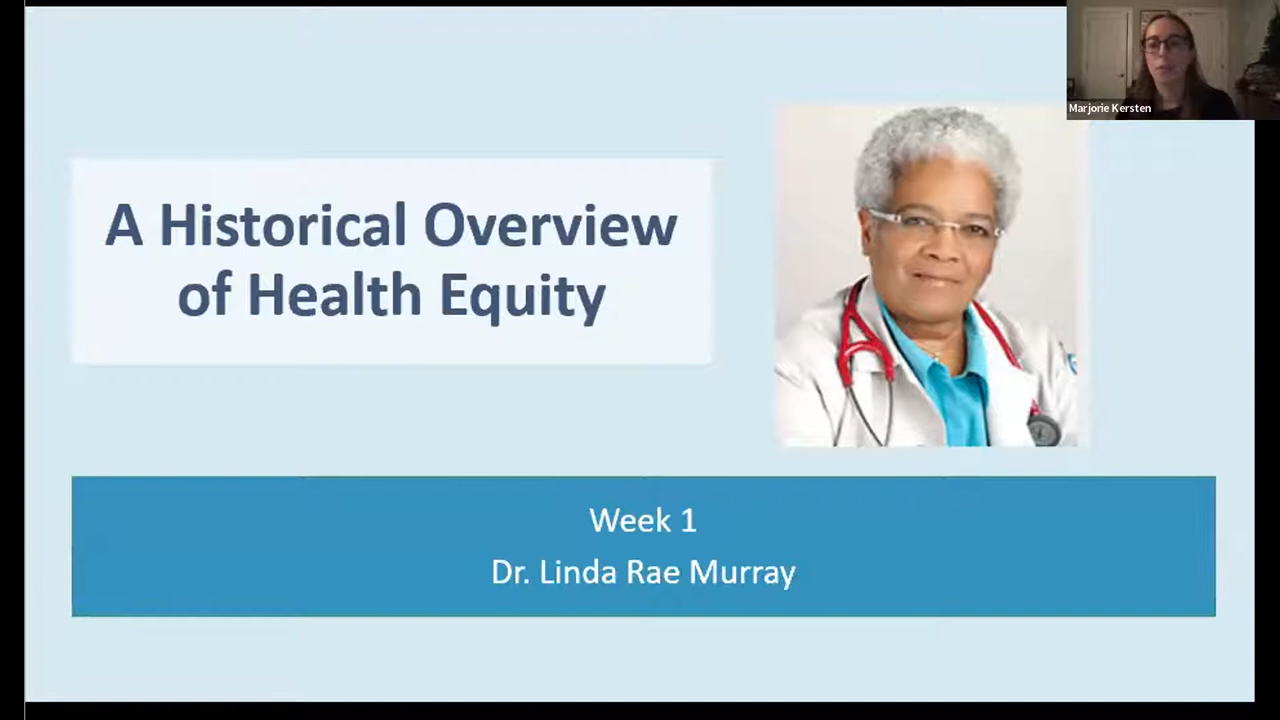 Marjorie Kersten
A Historical Overview
of Health Equity
Week 1
Dr. Linda Rae Murray